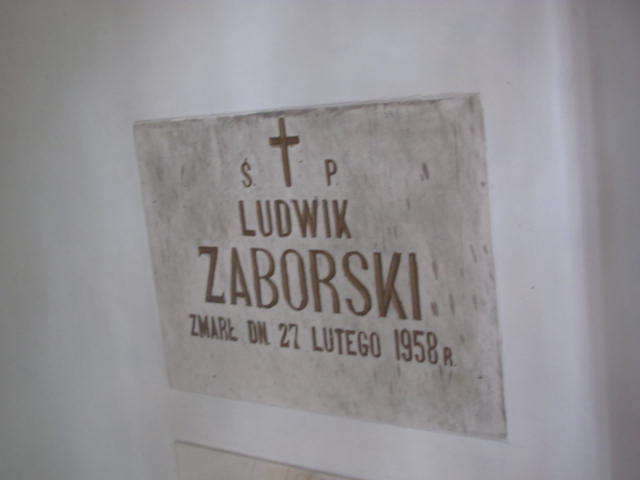 Ś. P.
LUDWIK
ZABORSKI
ZMARŁ DN. 27 LUTEGO 1958 R.